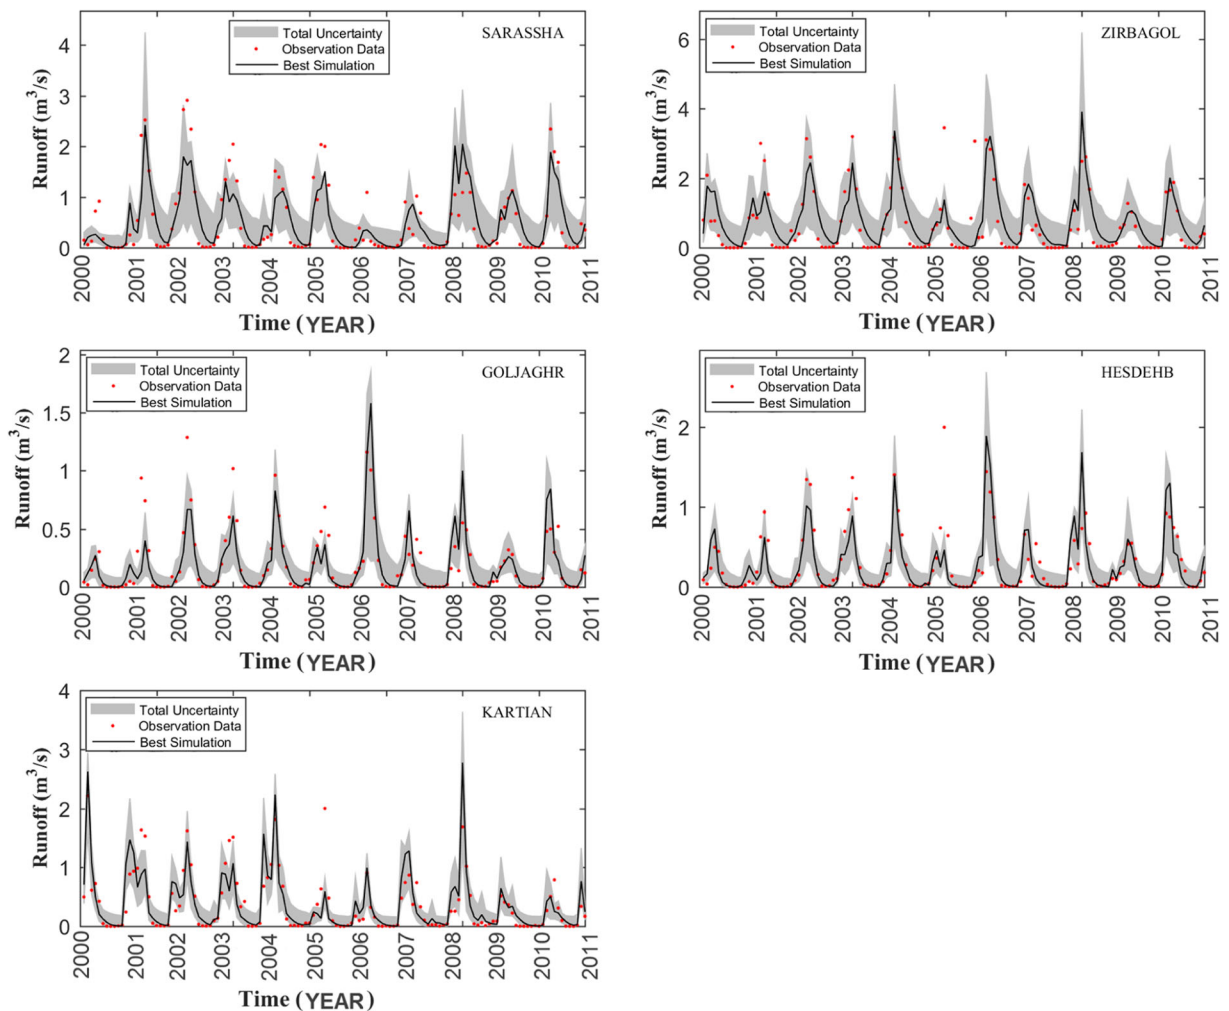 SARASSHA
Total Uncertainty
Observation Data
Best Simulation
Runoff (m³/s)
4
3
2
1
0
2000 2001 2002 2003 2004 2005 2006 2007 2008 2009 2010 2011
Time (YEAR)
ZIRBAGOL
Total Uncertainty
Observation Data
Best Simulation
Runoff (m³/s)
6
4
2
0
2000 2001 2002 2003 2004 2005 2006 2007 2008 2009 2010 2011
Time (YEAR)
GOLJAGHR
Total Uncertainty
Observation Data
Best Simulation
Runoff (m³/s)
2
1.5
1
0.5
0
2000 2001 2002 2003 2004 2005 2006 2007 2008 2009 2010 2011
Time (YEAR)
HESDEHB
Total Uncertainty
Observation Data
Best Simulation
Runoff (m³/s)
2
1
0
2000 2001 2002 2003 2004 2005 2006 2007 2008 2009 2010 2011
Time (YEAR)
KARTIAN
Total Uncertainty
Observation Data
Best Simulation
Runoff (m³/s)
4
3
2
1
0
2000 2001 2002 2003 2004 2005 2006 2007 2008 2009 2010 2011
Time (YEAR)